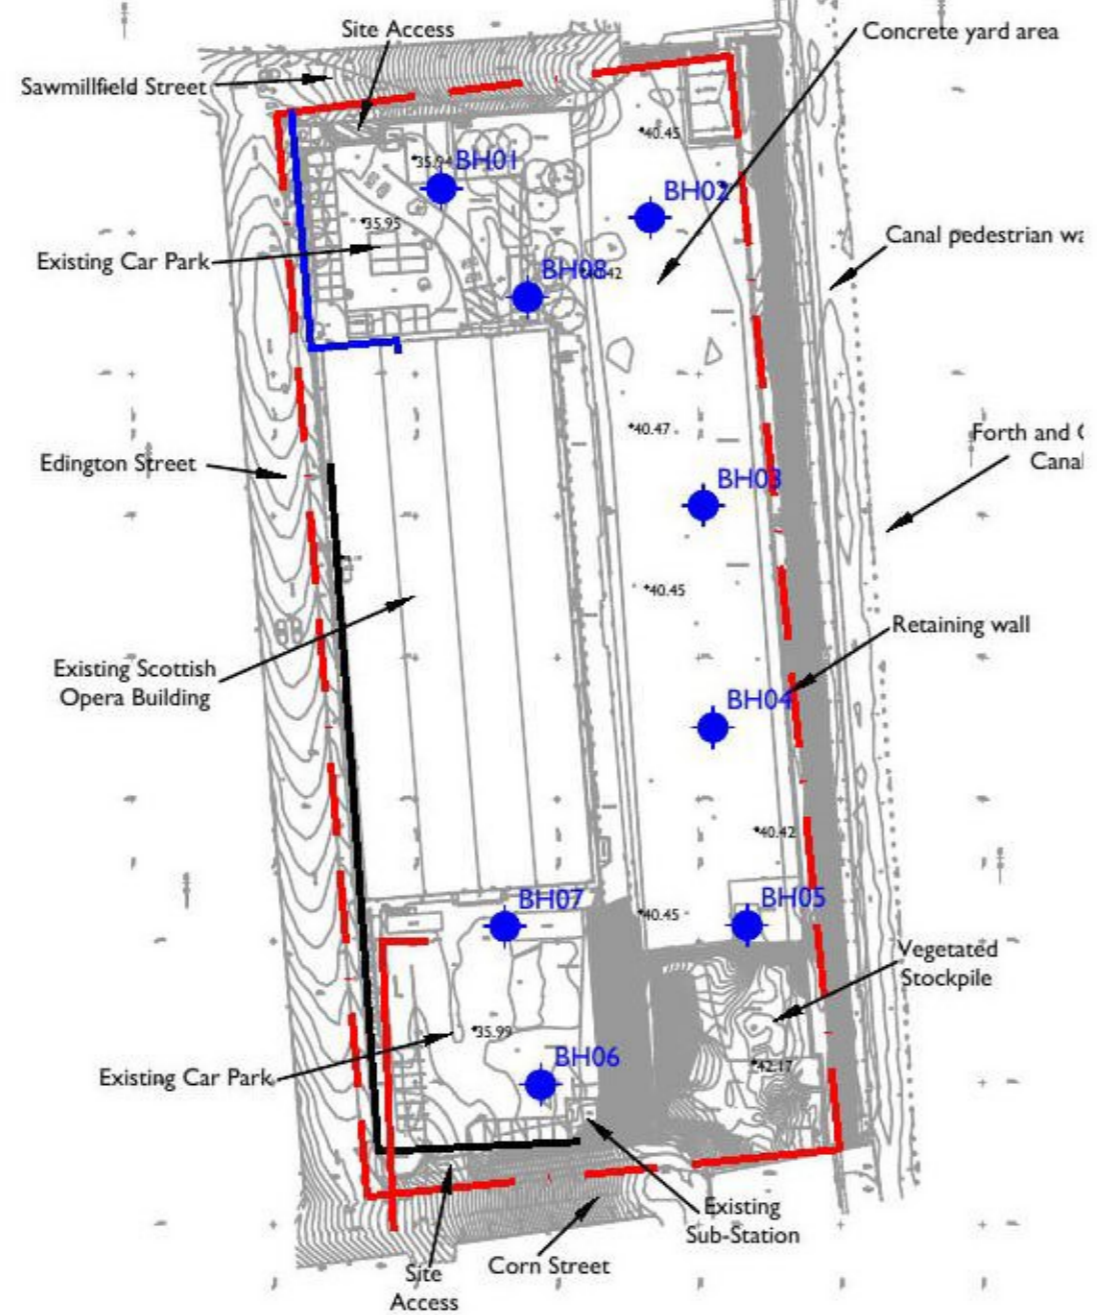 Site Access
Concrete yard area
Sawmillfield Street
40.45
35.94
BH01
BH02
35.95
Canal pedestrian wa
Existing Car Park
BH08
42
40.47
Forth and
Canal
Edington Street
BH03
40.45
Retaining wall
Existing Scottish
Opera Building
BH04
40.42
BH07
BH05
40.45
Vegetated
Stockpile
35.99
BH06
42.17
Existing Car Park
Existing
Sub-Station
Corn Street
Site
Access